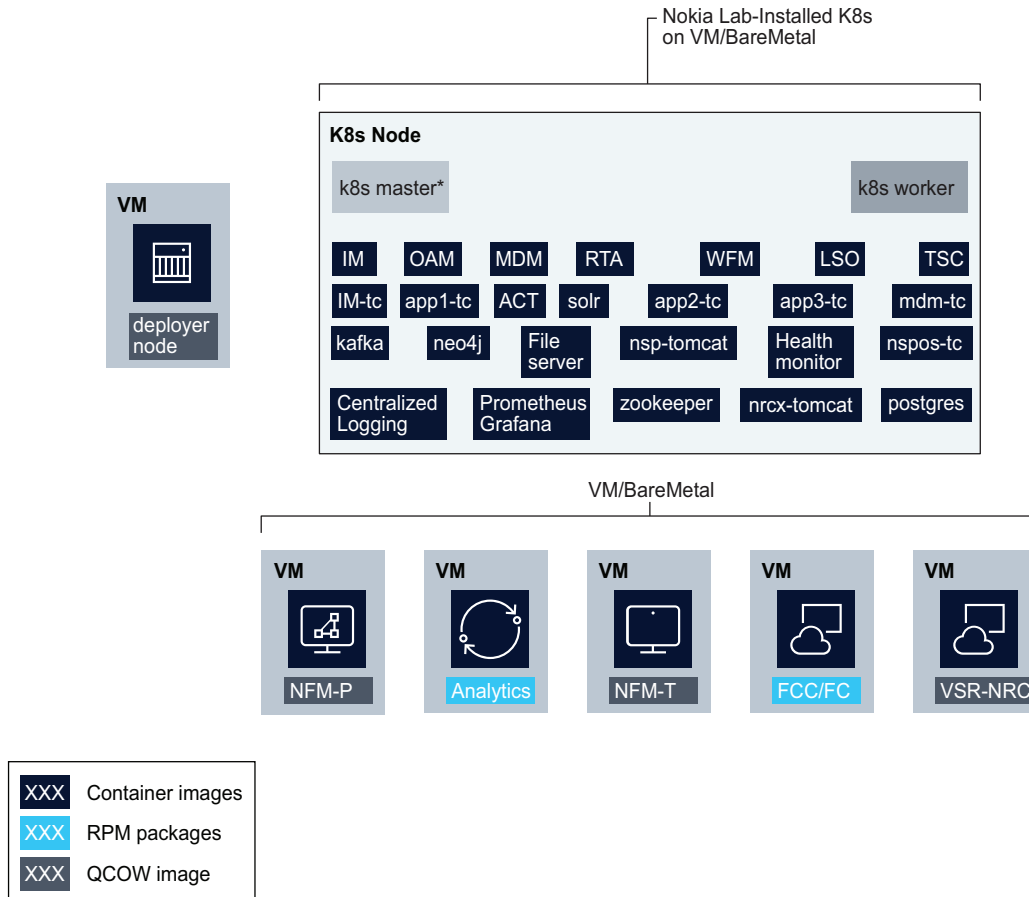 Nokia Lab-Installed K8s
on VM/BareMetal
K8s Node
k8s master*
k8s worker
VM
deployer
node
IM
OAM
MDM
RTA
WFM
LSO
TSC
IM-tc
app1-tc
ACT
solr
app2-tc
app3-tc
mdm-tc
kafka
neo4j
File
server
nsp-tomcat
Health
monitor
nspos-tc
Centralized
Logging
Prometheus
Grafana
zookeeper
nrcx-tomcat
postgres
VM/BareMetal
VM
NFM-P
VM
Analytics
VM
NFM-T
VM
FCC/FC
VM
VSR-NRC
XXX Container images
XXX RPM packages
XXX QCOW image